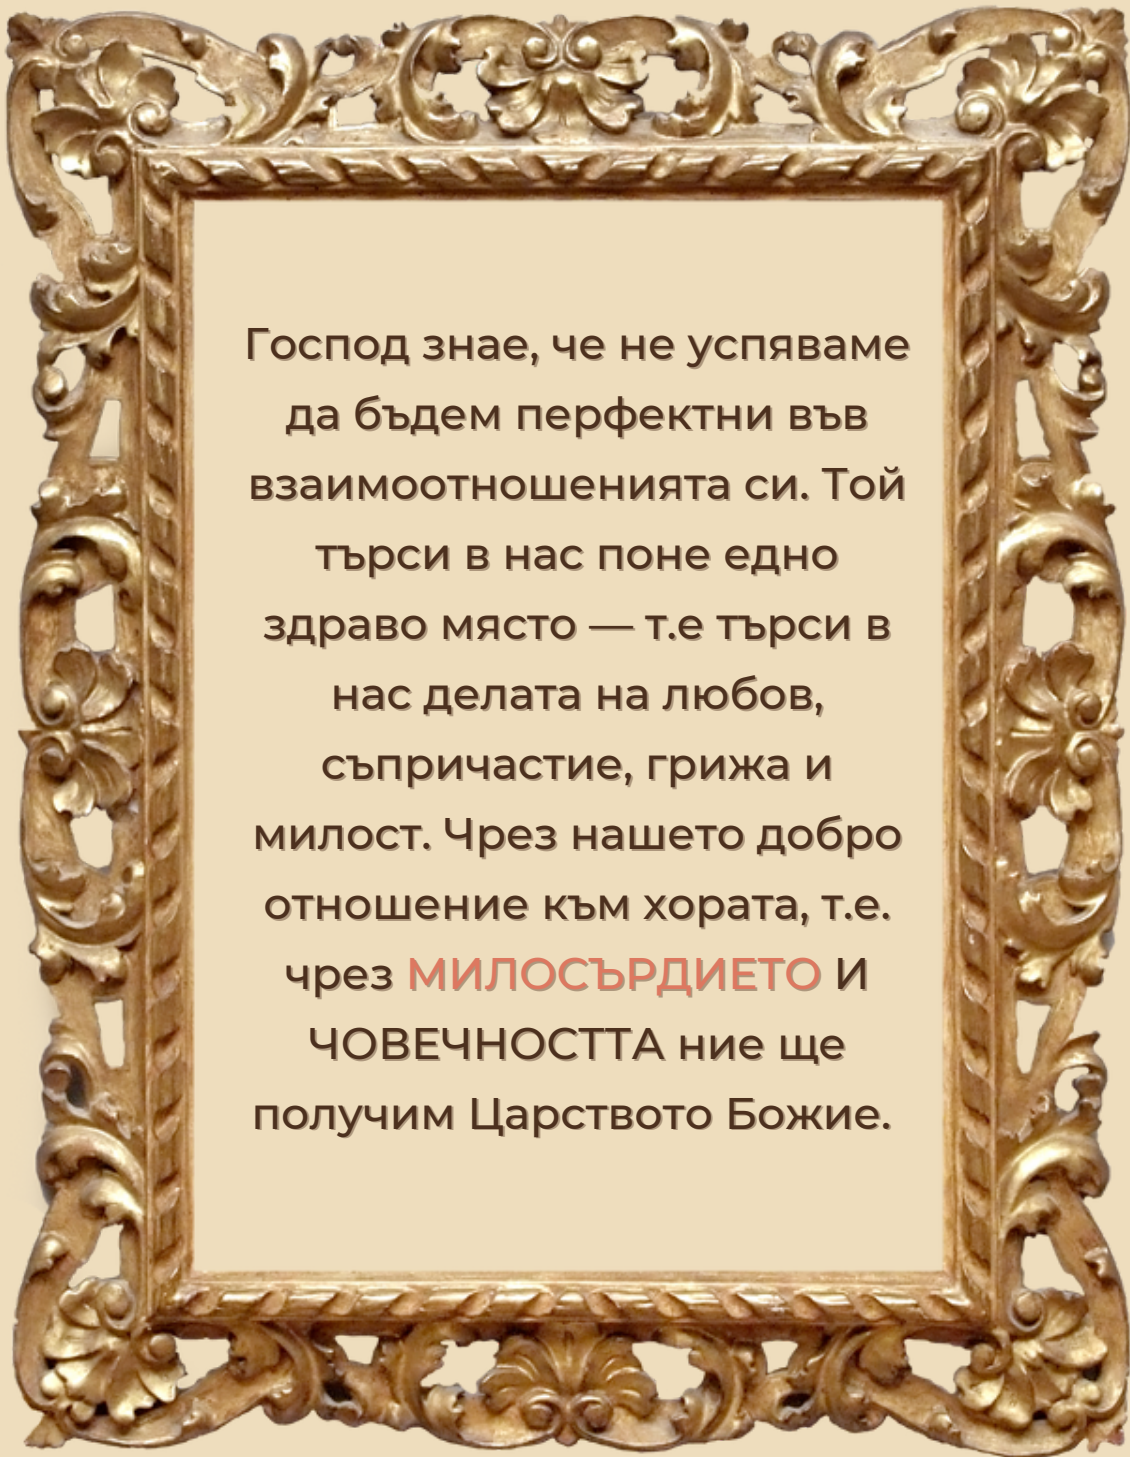 Господ знае, че не успяваме
да бъдем перфектни във
взаимоотношенията си. Той
търси в нас поне едно
здраво място — т.е търси в
нас делата на любов,
съпричастие, грижа и
милост. Чрез нашето добро
отношение към хората, т.е.
чрез МИЛОСЪРДИЕТО И
ЧОВЕЧНОСТТА ние ще
получим Царството Божие.